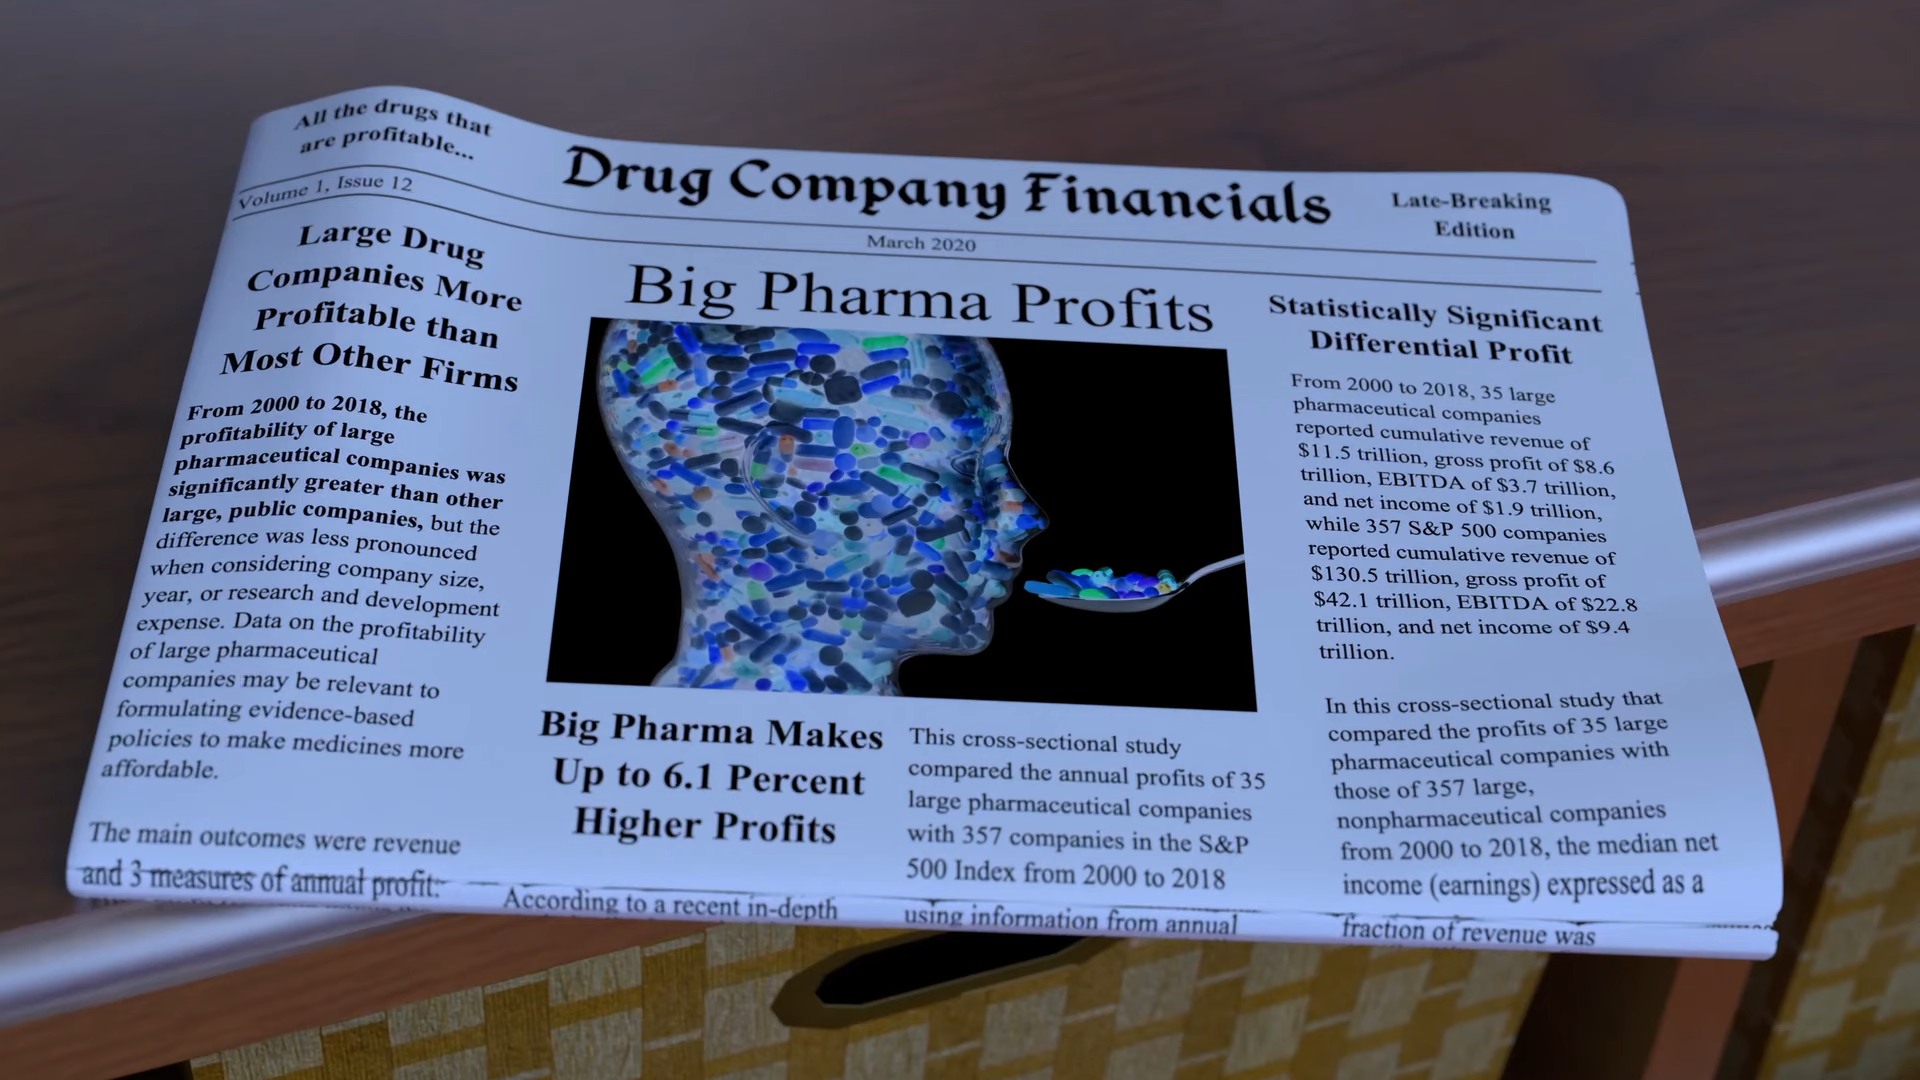 All the drugs that
are profitable...
Drug Company Financials
Late-Breaking
Edition
Volume 1, Issue 12
March 2020
Large Drug
Companies More
Profitable than
Most Other Firms
From 2000 to 2018, the
profitability of large
pharmaceutical companies was
significantly greater than other
large, public companies, but the
difference was less pronounced
when considering company size,
year, or research and development
expense. Data on the profitability
of large pharmaceutical
companies may be relevant to
formulating evidence-based
policies to make medicines more
affordable.
The main outcomes were revenue
and 3 measures of annual profit:
Big Pharma Profits
Big Pharma Makes
Up to 6.1 Percent
Higher Profits
According to a recent in-depth
This cross-sectional study
compared the annual profits of 35
large pharmaceutical companies
with 357 companies in the S&P
500 Index from 2000 to 2018
using information from annual
Statistically Significant
Differential Profit
From 2000 to 2018, 35 large
pharmaceutical companies
reported cumulative revenue of
$11.5 trillion, gross profit of $8.6
trillion, EBITDA of $3.7 trillion,
and net income of $1.9 trillion,
while 357 S&P 500 companies
reported cumulative revenue of
$130.5 trillion, gross profit of
$42.1 trillion, EBITDA of $22.8
trillion, and net income of $9.4
trillion.
In this cross-sectional study that
compared the profits of 35 large
pharmaceutical companies with
those of 357 large,
nonpharmaceutical companies
from 2000 to 2018, the median net
income (earnings) expressed as a
fraction of revenue was